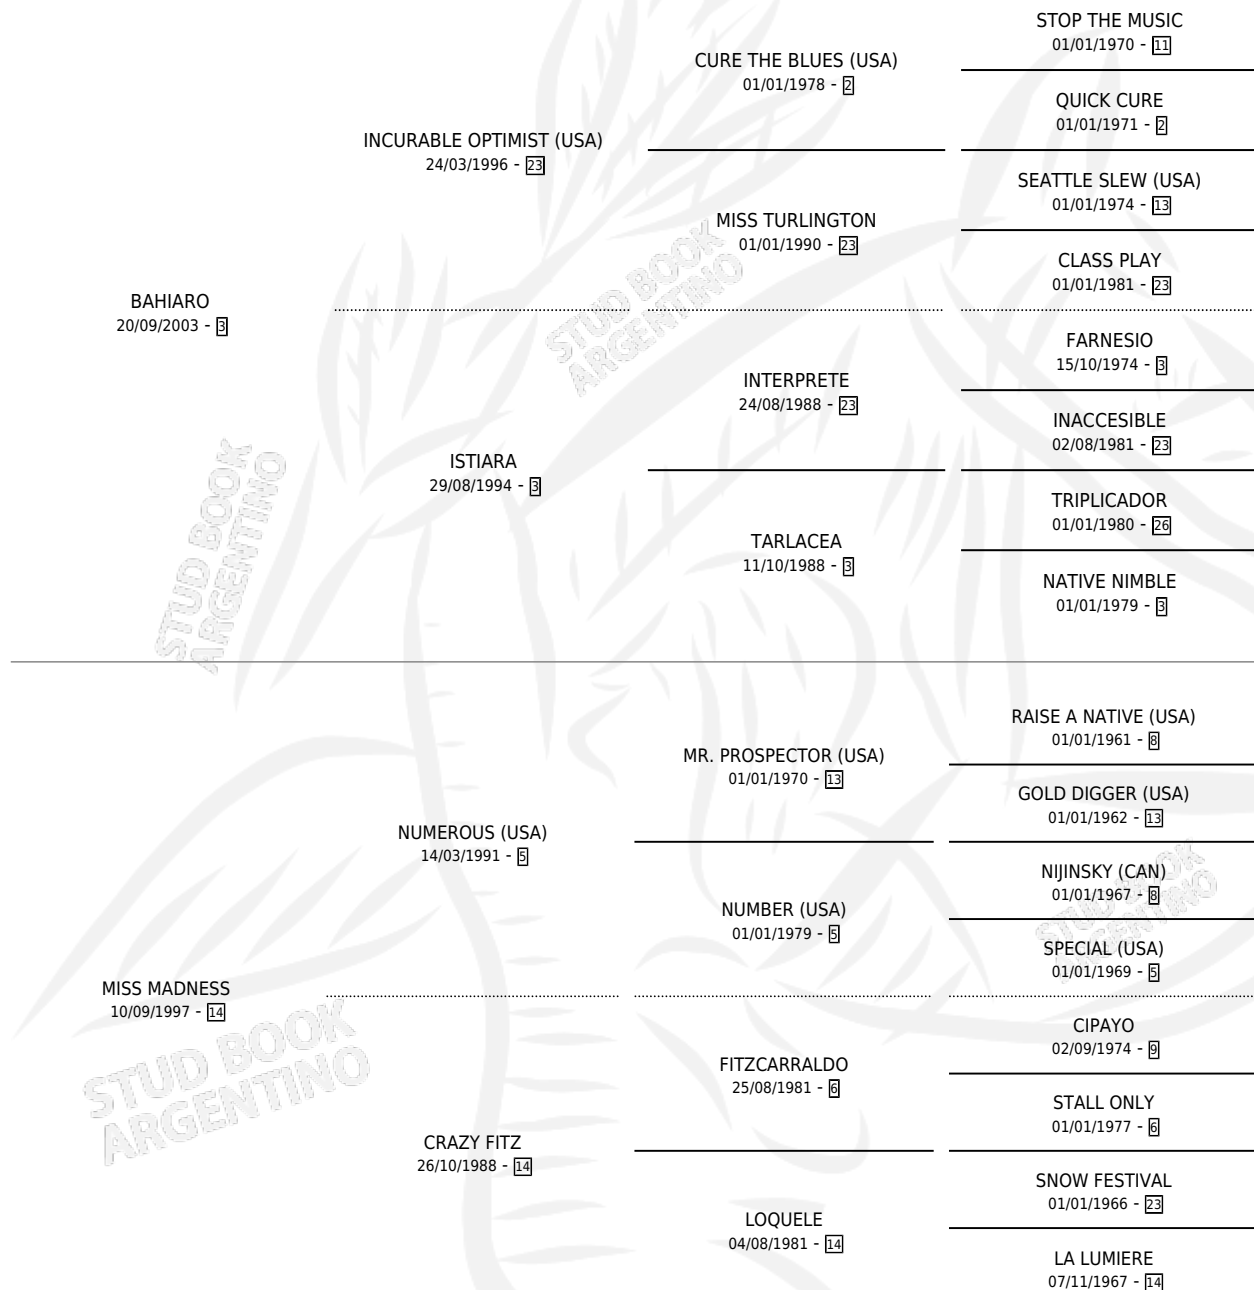 STOP THE MUSIC
01/01/1970 - 11
CURE THE BLUES (USA)
01/01/1978 - 2
QUICK CURE
01/01/1971 - 2
INCURABLE OPTIMIST (USA)
24/03/1996 - 23
SEATTLE SLEW (USA)
01/01/1974 - 13
MISS TURLINGTON
01/01/1990 - 23
CLASS PLAY
01/01/1981 - 23
STUD BOOK
ARGENTINO
BAHIARO
20/09/2003 - 3
FARNESIO
15/10/1974 - 3
INTERPRETE
24/08/1988 - 23
INACCESIBLE
02/08/1981 - 23
ISTIARA
29/08/1994 - 3
TRIPLICADOR
01/01/1980 - 26
TARLACEA
11/10/1988 - 3
NATIVE NIMBLE
01/01/1979 - 3
STUD BOOK
ARGENTINO
RAISE A NATIVE (USA)
01/01/1961 - 8
MR. PROSPECTOR (USA)
01/01/1970 - 13
GOLD DIGGER (USA)
01/01/1962 - 13
NUMEROUS (USA)
14/03/1991 - 5
NIJINSKY (CAN)
01/01/1967 - 8
NUMBER (USA)
01/01/1979 - 5
SPECIAL (USA)
01/01/1969 - 5
STUD BOOK
ARGENTINO
MISS MADNESS
10/09/1997 - 14
CIPAYO
02/09/1974 - 9
FITZCARRALDO
25/08/1981 - 6
STALL ONLY
01/01/1977 - 6
STUD BOOK
ARGENTINO
CRAZY FITZ
26/10/1988 - 14
SNOW FESTIVAL
01/01/1966 - 23
LOQUELE
04/08/1981 - 14
LA LUMIERE
07/11/1967 - 14